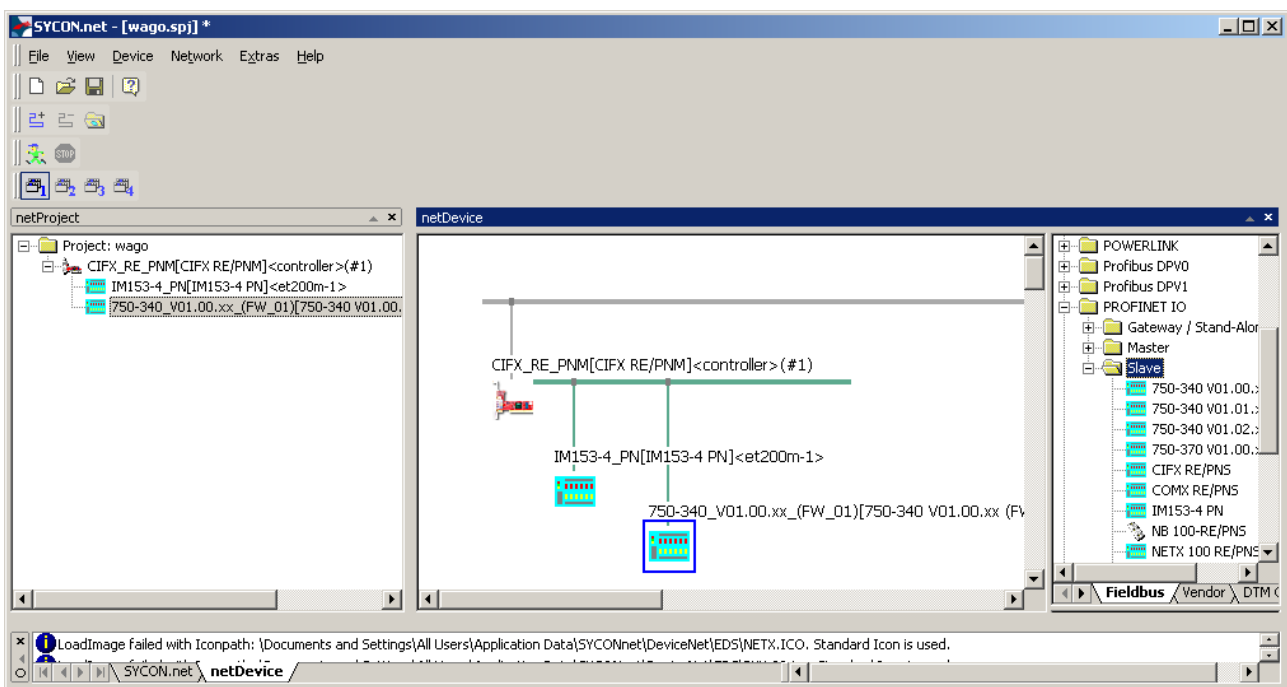 SYCON.net - [wago.spj] *
File View Device Network Extras Help
STOP
1 2 3 4
netProject
Project: wago
CIFX_RE_PNM[CIFX RE/PNM]<controller>(#1)
IM153-4_PN[IM153-4 PN]<et200m-1>
750-340_V01.00.xx_(FW_01)[750-340 V01.00.
netDevice
CIFX_RE_PNM[CIFX RE/PNM]<controller>(#1)
IM153-4_PN[IM153-4 PN]<et200m-1>
750-340_V01.00.xx_(FW_01)[750-340 V01.00.xx (FW
POWERLINK
Profibus DPV0
Profibus DPV1
PROFINET IO
Gateway / Stand-Alon
Master
Slave
750-340 V01.00.
750-340 V01.01.
750-340 V01.02.
750-370 V01.00.
CIFX RE/PNS
COMX RE/PNS
IM153-4 PN
NB 100-RE/PNS
NETX 100 RE/PNS
Fieldbus Vendor DTM
LoadImage failed with Iconpath: \Documents and Settings\All Users\Application Data\SYCONnet\DeviceNet\EDS\NETX.ICO. Standard Icon is used.
SYCON.net netDevice